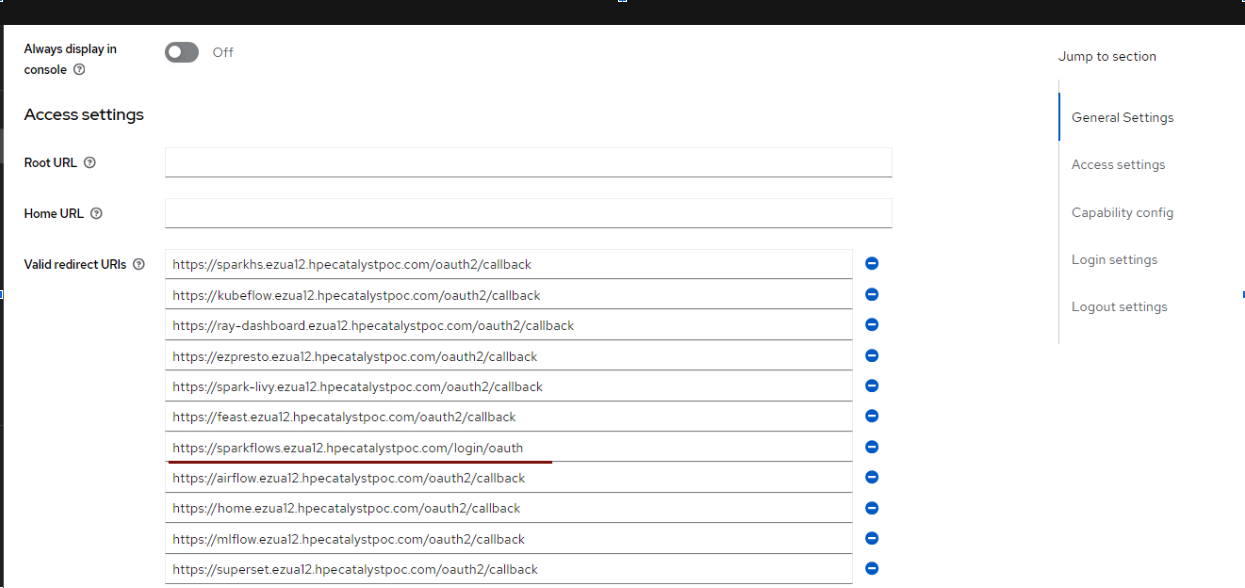 Always display in
console
Off
Access settings
Root URL
Home URL
Valid redirect URIs
https://sparkhs.ezua12.hpecatalystpoc.com/oauth2/callback
https://kubeflow.ezua12.hpecatalystpoc.com/oauth2/callback
https://ray-dashboard.ezua12.hpecatalystpoc.com/oauth2/callback
https://ezpresto.ezua12.hpecatalystpoc.com/oauth2/callback
https://spark-livy.ezua12.hpecatalystpoc.com/oauth2/callback
https://feast.ezua12.hpecatalystpoc.com/oauth2/callback
https://sparkflows.ezua12.hpecatalystpoc.com/login/oauth
https://airflow.ezua12.hpecatalystpoc.com/oauth2/callback
https://home.ezua12.hpecatalystpoc.com/oauth2/callback
https://mlflow.ezua12.hpecatalystpoc.com/oauth2/callback
https://superset.ezua12.hpecatalystpoc.com/oauth2/callback
Jump to section
General Settings
Access settings
Capability config
Login settings
Logout settings